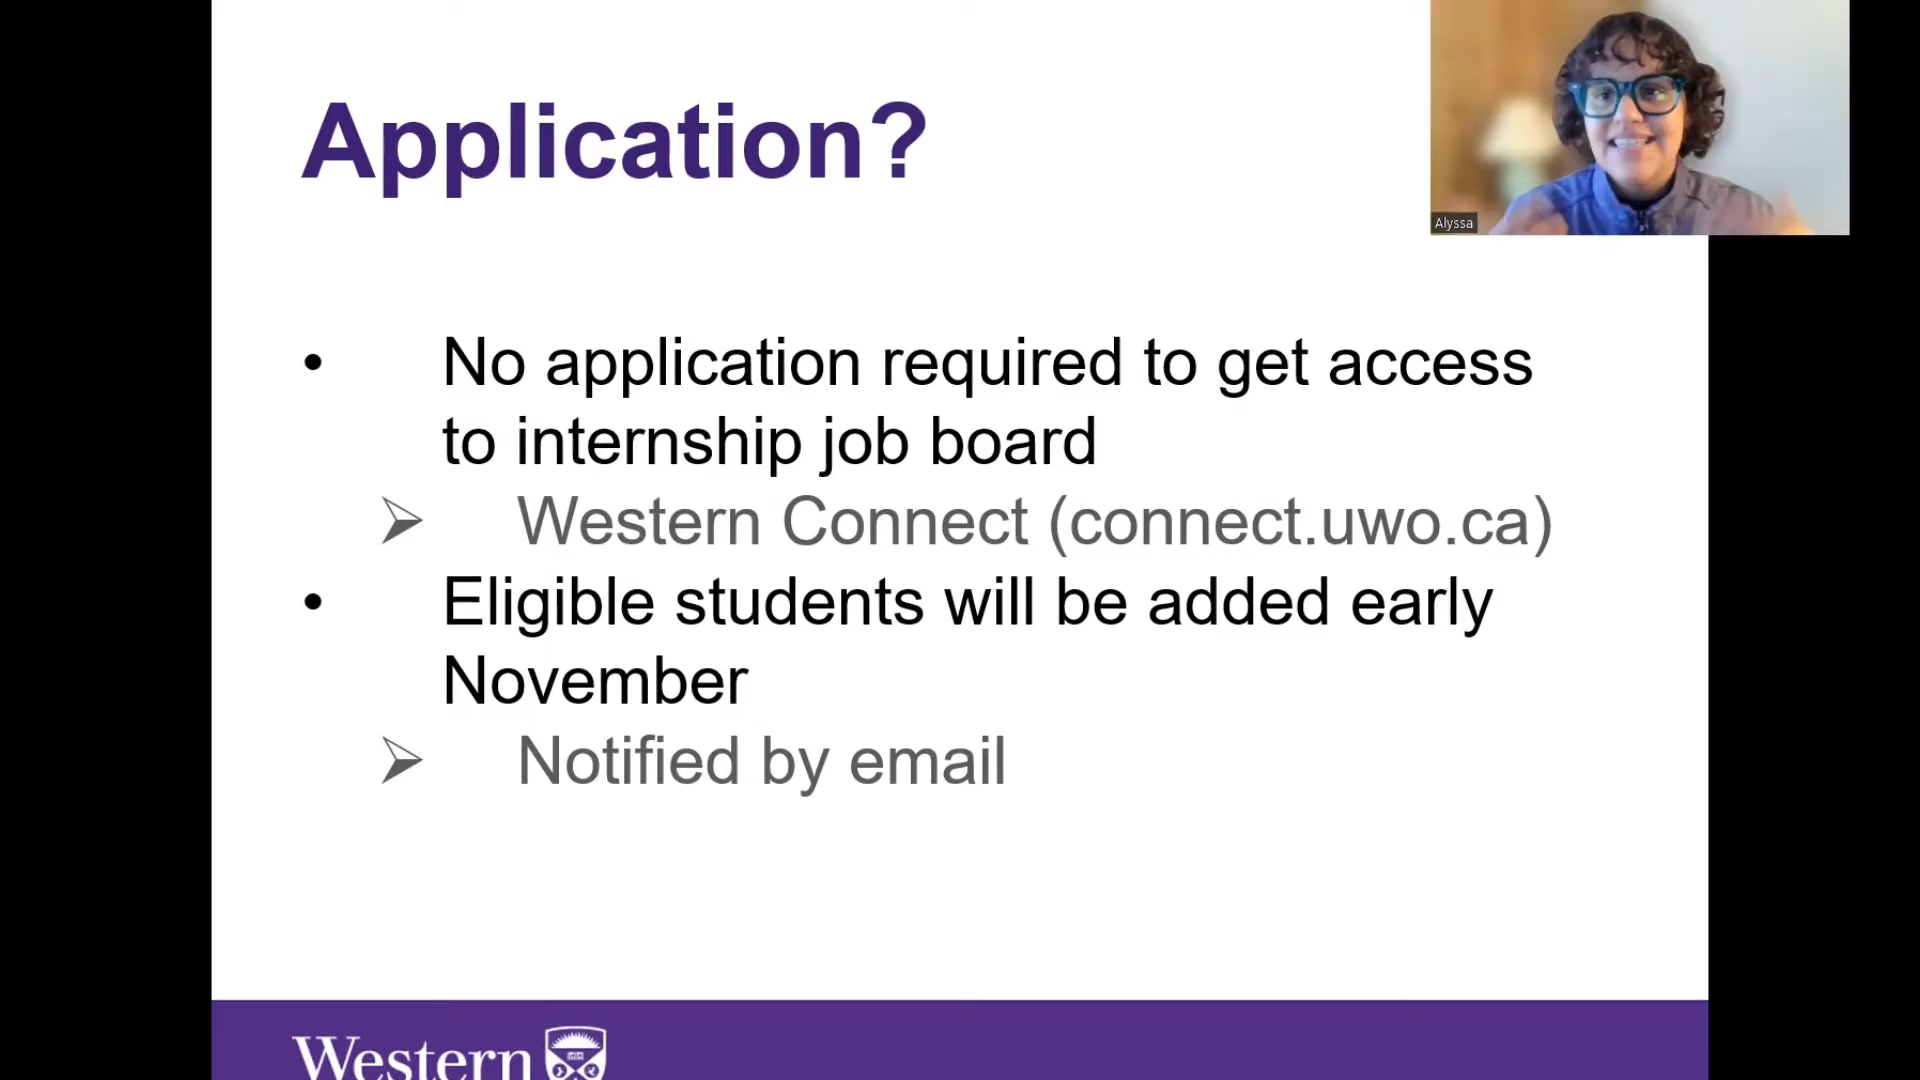 Application?
Alyssa
• No application required to get access
to internship job board
➢ Western Connect (connect.uwo.ca)
• Eligible students will be added early
November
➢ Notified by email
Western